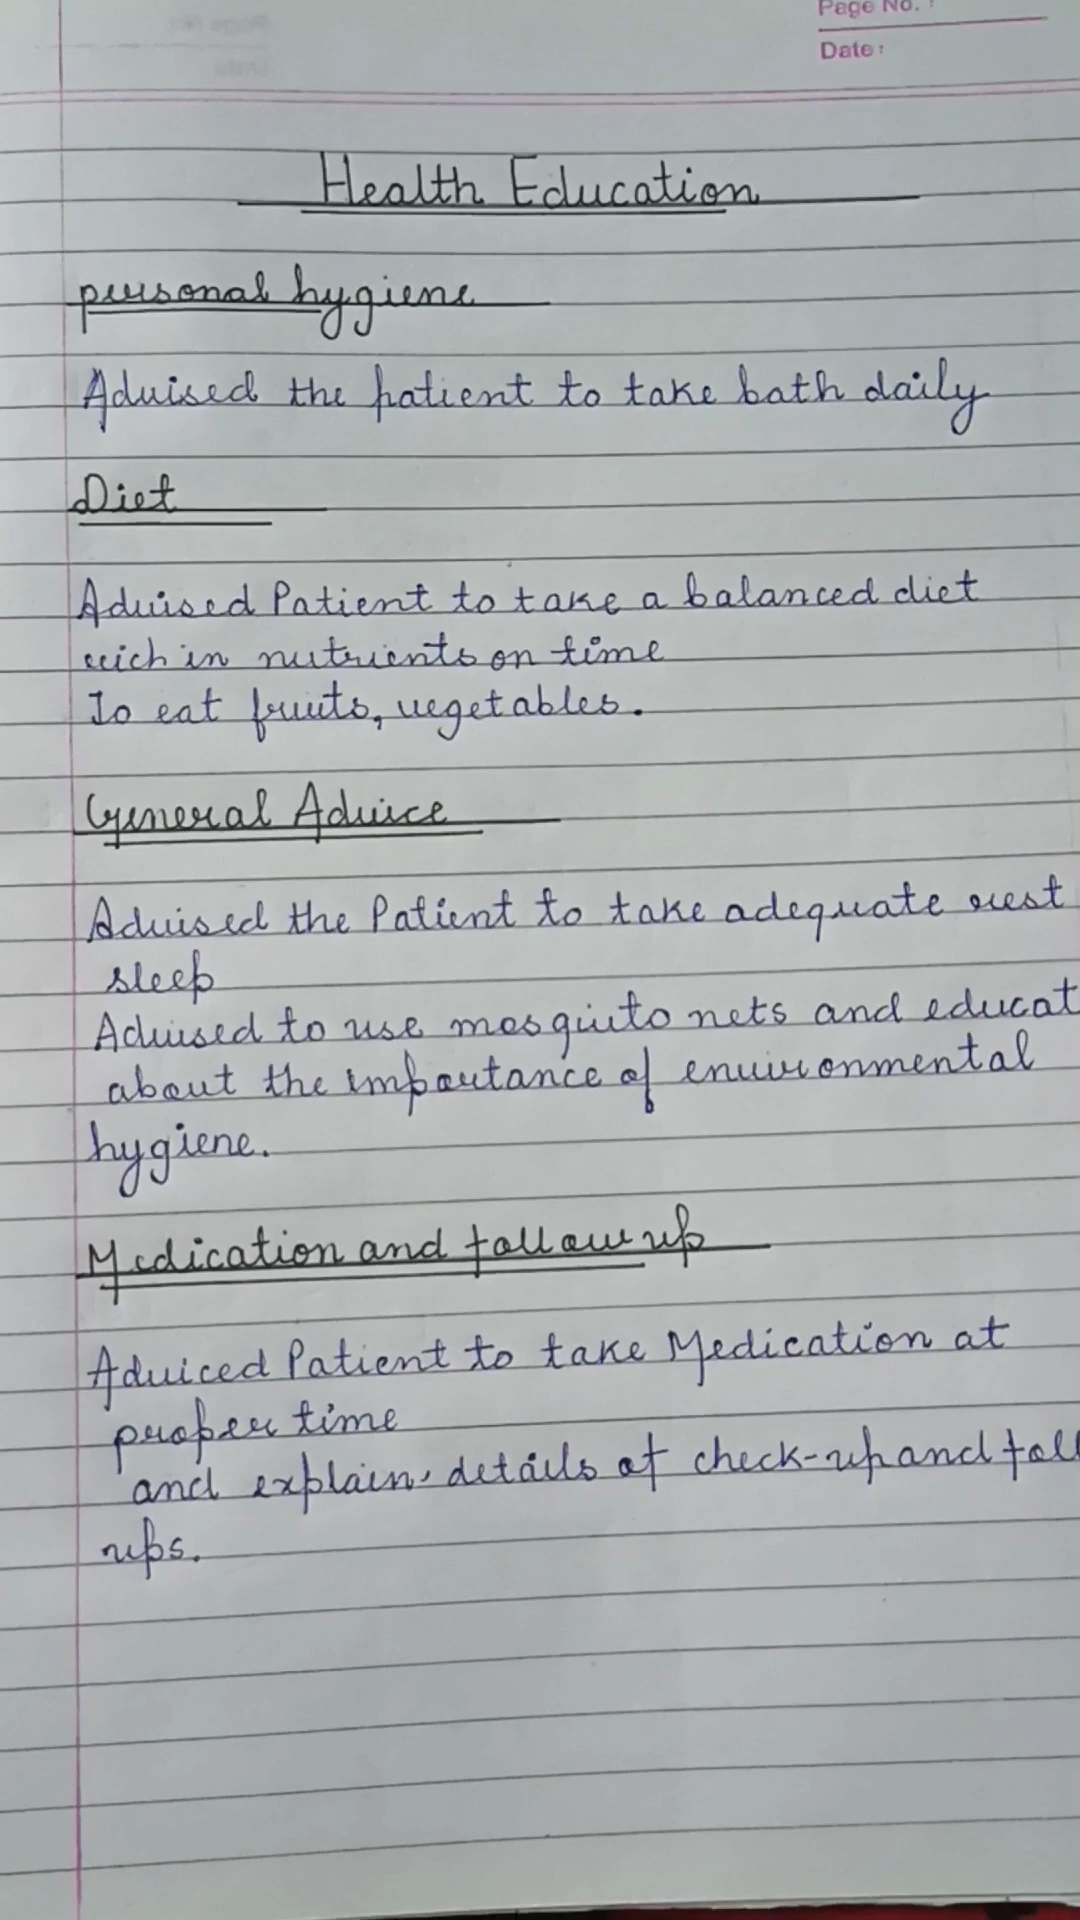 Page No. :
Date :
Health Education
personal hygiene
Advised the patient to take bath daily
Diet
Advised Patient to take a balanced diet
rich in nutrients on time
To eat fruits, vegetables.
General Advice
Advised the Patient to take adequate rest
sleep
Advised to use mosquito nets and educat
about the importance of environmental
hygiene.
Medication and follow up
Adviced Patient to take Medication at
proper time
and explain details of check-up and foll
ups.